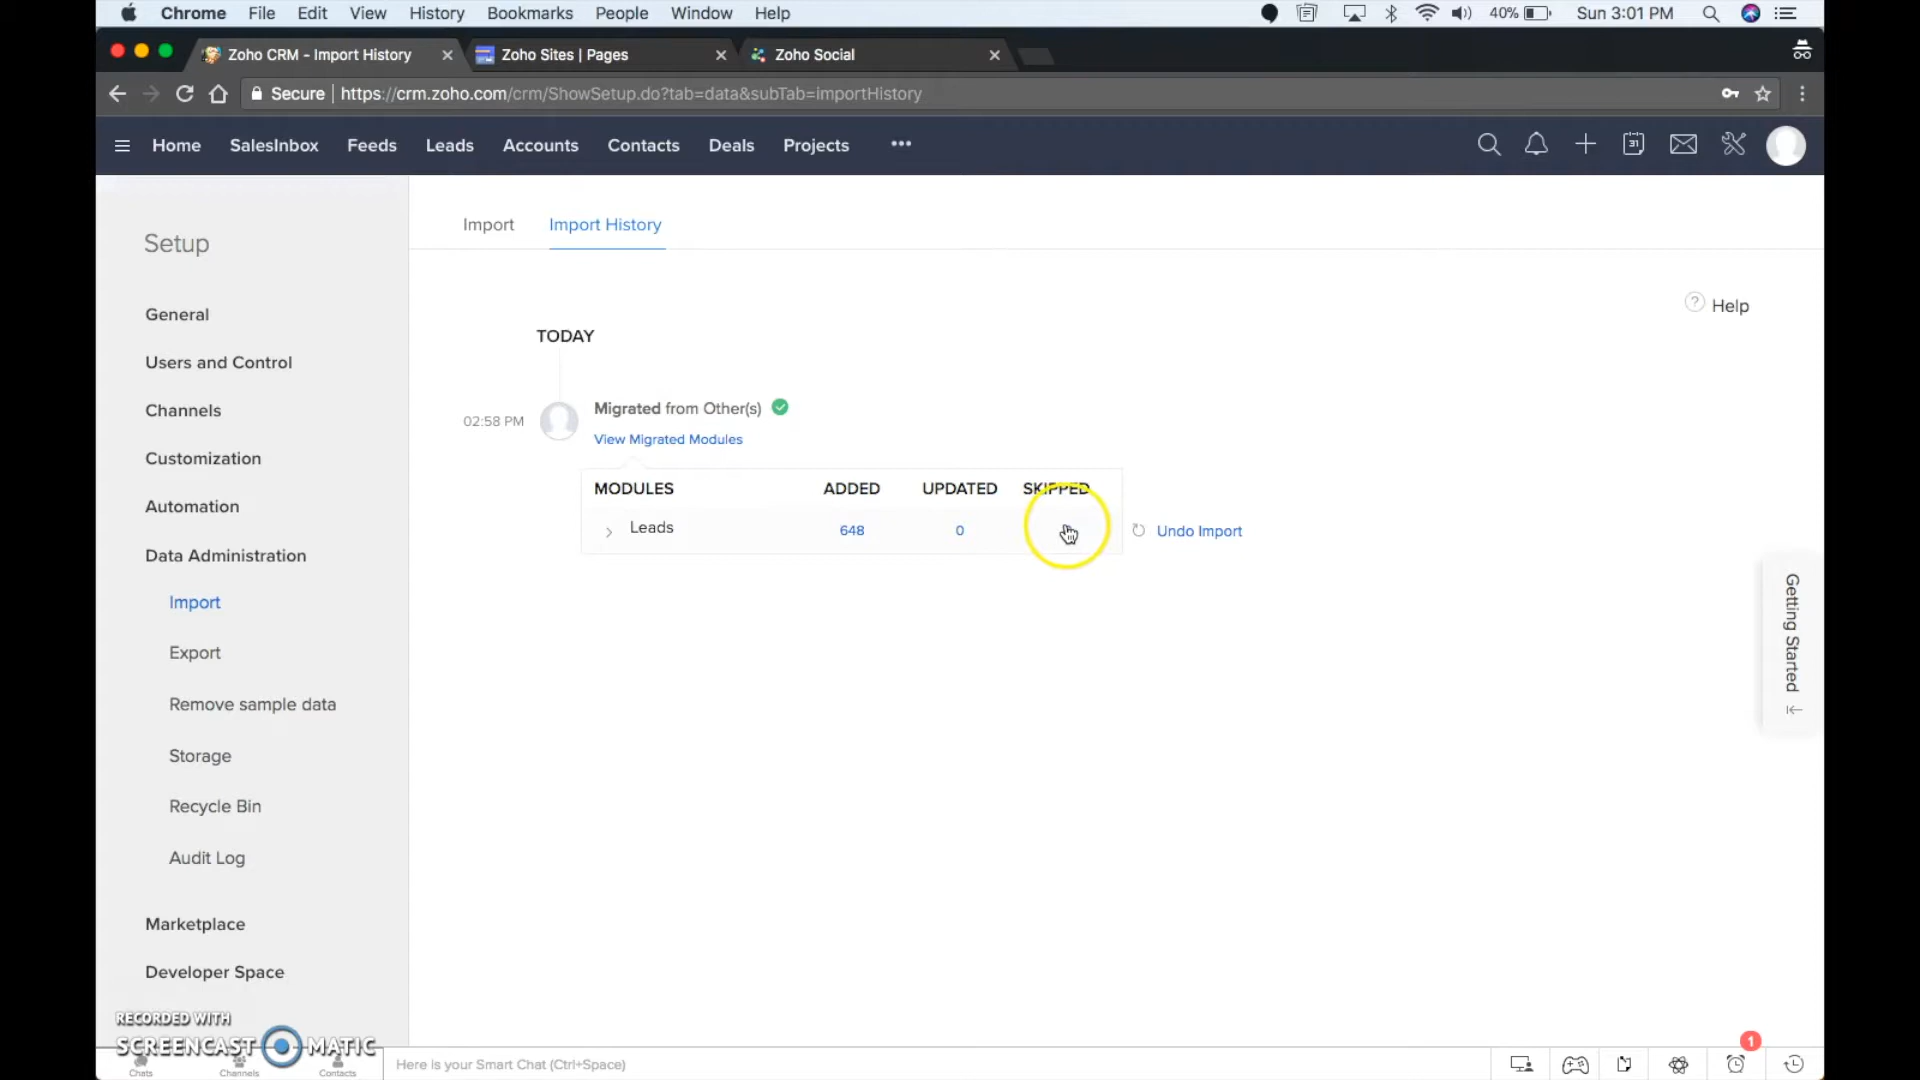 Chrome File Edit View History Bookmarks People Window Help 40% Sun 3:01 PM
Zoho CRM - Import History Zoho Sites | Pages Zoho Social
Secure https://crm.zoho.com/crm/ShowSetup.do?tab=data&subTab=importHistory
Home SalesInbox Feeds Leads Accounts Contacts Deals Projects ••• 31
Setup
General
Users and Control
Channels
Customization
Automation
Data Administration
Import
Export
Remove sample data
Storage
Recycle Bin
Audit Log
Marketplace
Developer Space
Import Import History
? Help
TODAY
02:58 PM Migrated from Other(s)
View Migrated Modules
MODULES ADDED UPDATED SKIPPED
Leads 648 0 Undo Import
Getting Started
RECORDED WITH
SCREENCAST MATIC
Chats Channels Contacts
Here is your Smart Chat (Ctrl+Space)
1